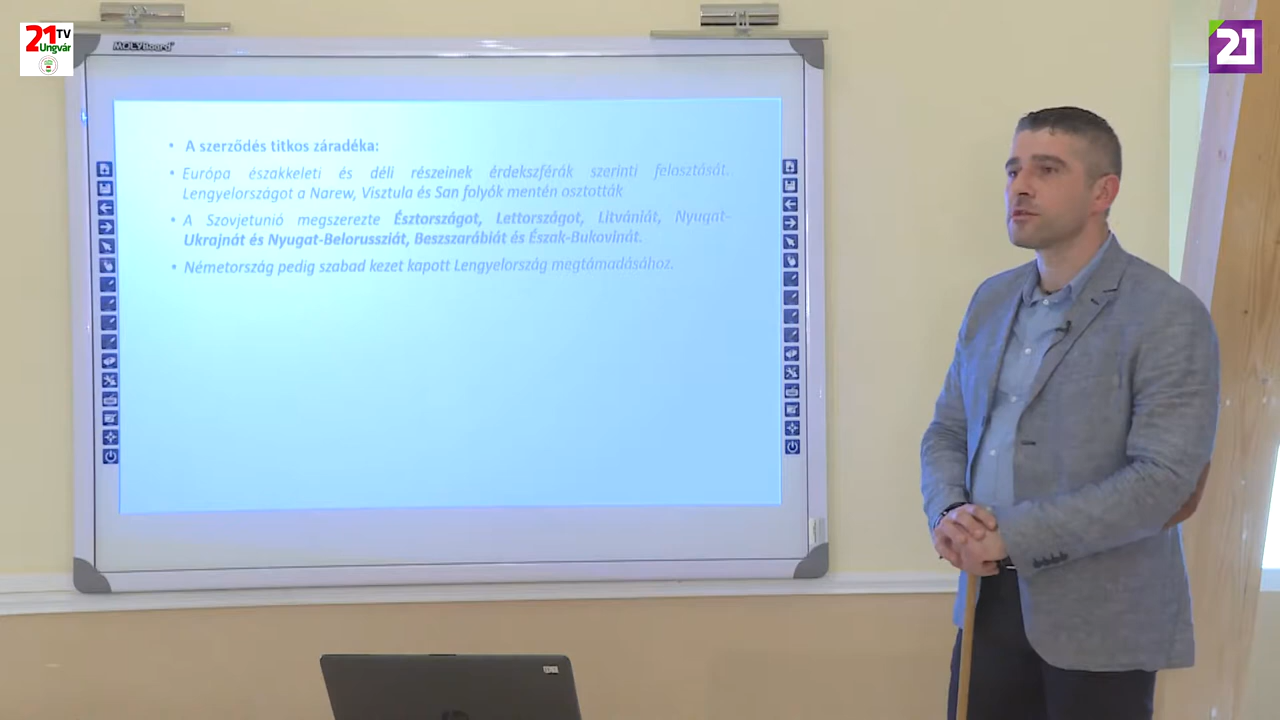 21 TV
Ungvár
MOLYBoard
21
• A szerződés titkos záradéka:
• Európa északkeleti és déli részeinek érdekszférák szerinti felosztását.
Lengyelországot a Narew, Visztula és San folyók mentén osztották
• A Szovjetunió megszerezte Észtországot, Lettországot, Litvániát, Nyugat-
Ukrajnát és Nyugat-Belorussziát, Beszszarábiát és Észak-Bukovinát.
• Németország pedig szabad kezet kapott Lengyelország megtámadásához.